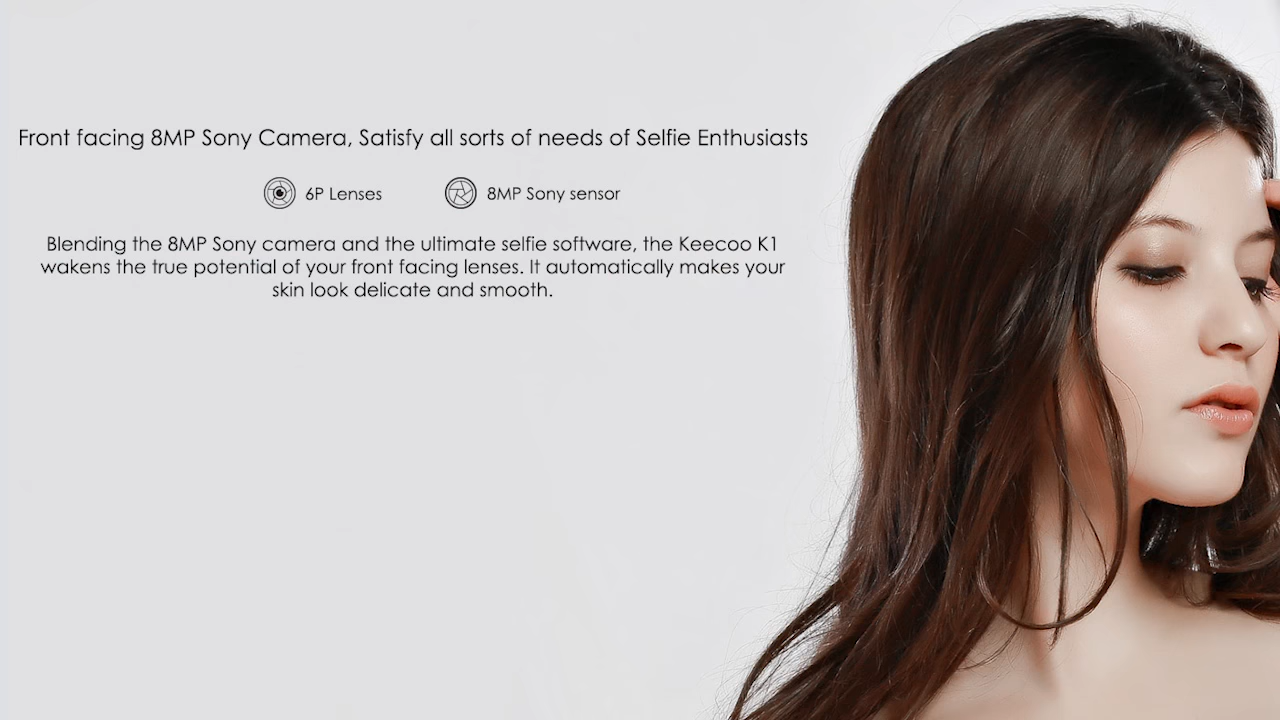 Front facing 8MP Sony Camera, Satisfy all sorts of needs of Selfie Enthusiasts
6P Lenses
8MP Sony sensor
Blending the 8MP Sony camera and the ultimate selfie software, the Keecoo K1
wakens the true potential of your front facing lenses. It automatically makes your
skin look delicate and smooth.